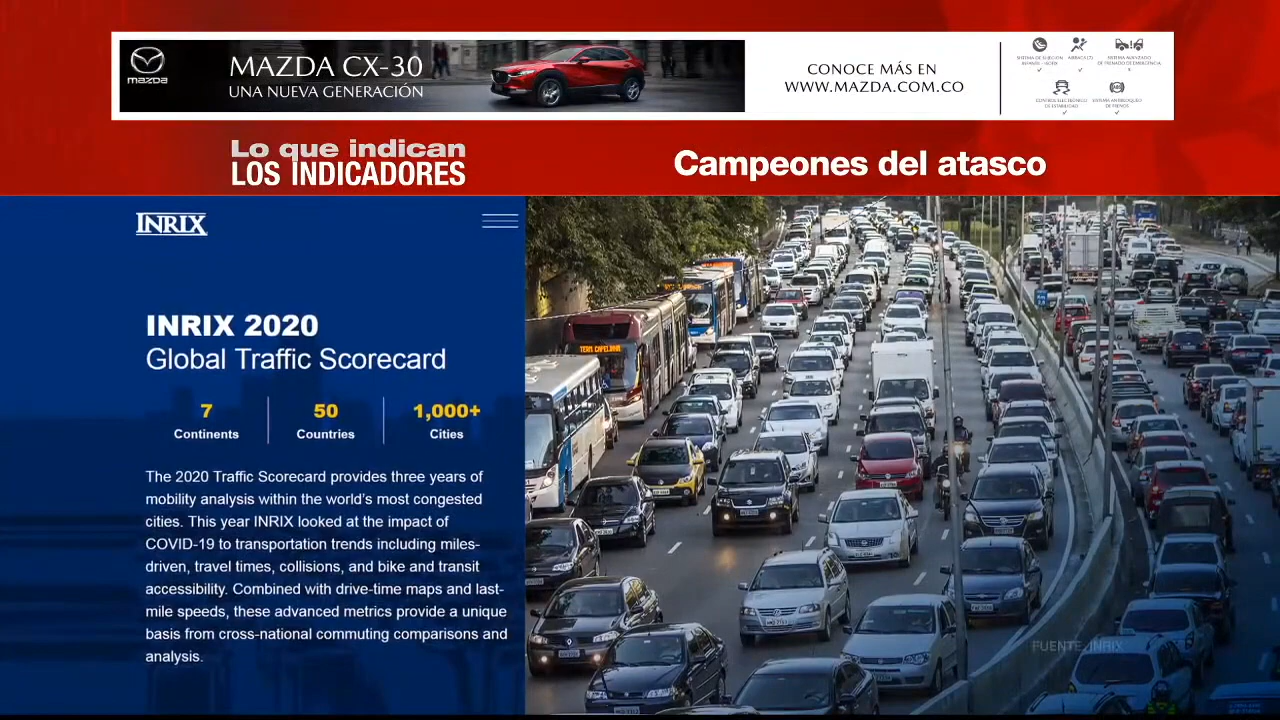 mazda
MAZDA CX-30
UNA NUEVA GENERACIÓN
CONOCE MÁS EN
WWW.MAZDA.COM.CO
Lo que indican
LOS INDICADORES
Campeones del atasco
INRIX
INRIX 2020
Global Traffic Scorecard
7
Continents
50
Countries
1,000+
Cities
The 2020 Traffic Scorecard provides three years of
mobility analysis within the world's most congested
cities. This year INRIX looked at the impact of
COVID-19 to transportation trends including miles-
driven, travel times, collisions, and bike and transit
accessibility. Combined with drive-time maps and last-
mile speeds, these advanced metrics provide a unique
basis from cross-national commuting comparisons and
analysis.
TERM CAPELINHA
FUENTE: INRIX